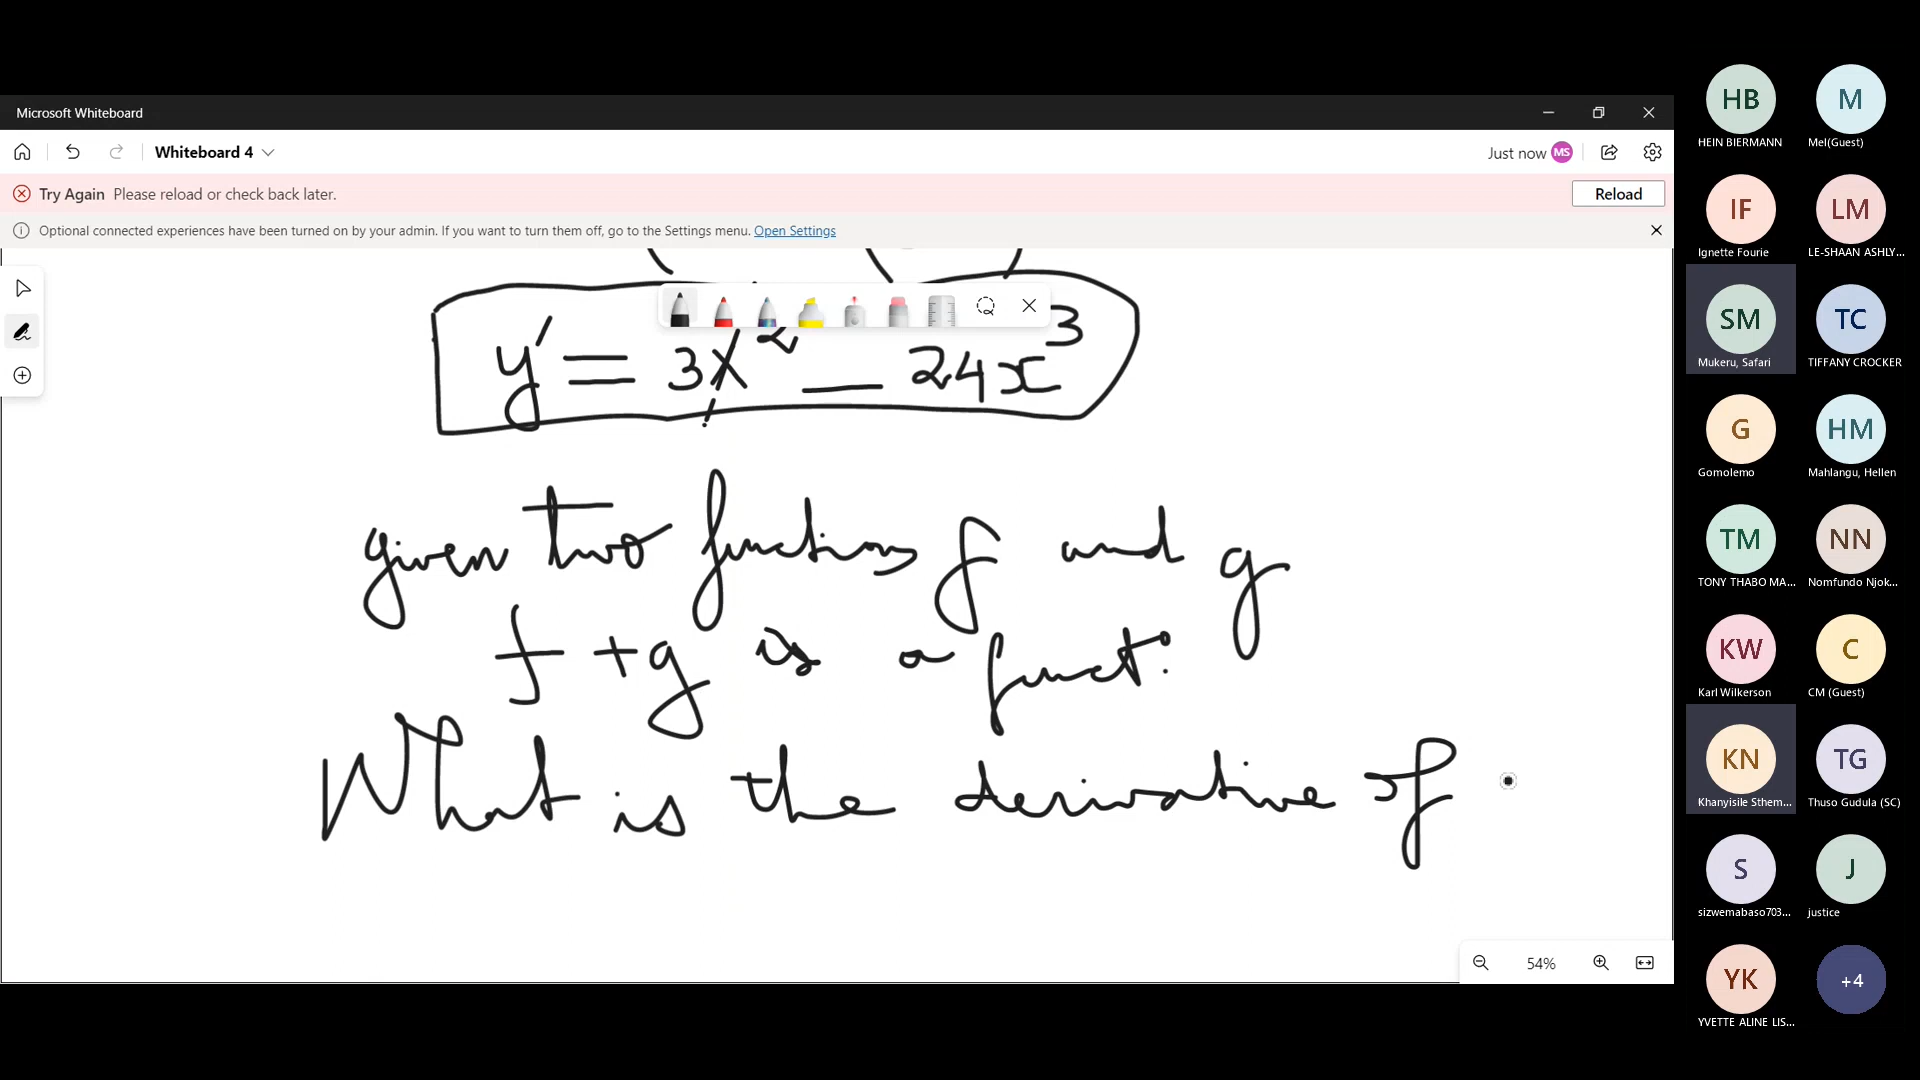 Microsoft Whiteboard
Whiteboard 4
Just now MS
Try Again Please reload or check back later.
Reload
Optional connected experiences have been turned on by your admin. If you want to turn them off, go to the Settings menu. Open Settings
y' = 3x² — 24x³
given two functions f and g
f + g is a funct°
What is the derivative of
54%
HB
HEIN BIERMANN
M
Mel(Guest)
IF
Ignette Fourie
LM
LE-SHAAN ASHLY...
SM
Mukeru, Safari
TC
TIFFANY CROCKER
G
Gomolemo
HM
Mahlangu, Hellen
TM
TONY THABO MA...
NN
Nomfundo Njok...
KW
Karl Wilkerson
C
CM (Guest)
KN
Khanyisile Sthem...
TG
Thuso Gudula (SC)
S
sizwemabaso703...
J
justice
YK
YVETTE ALINE LIS...
+4